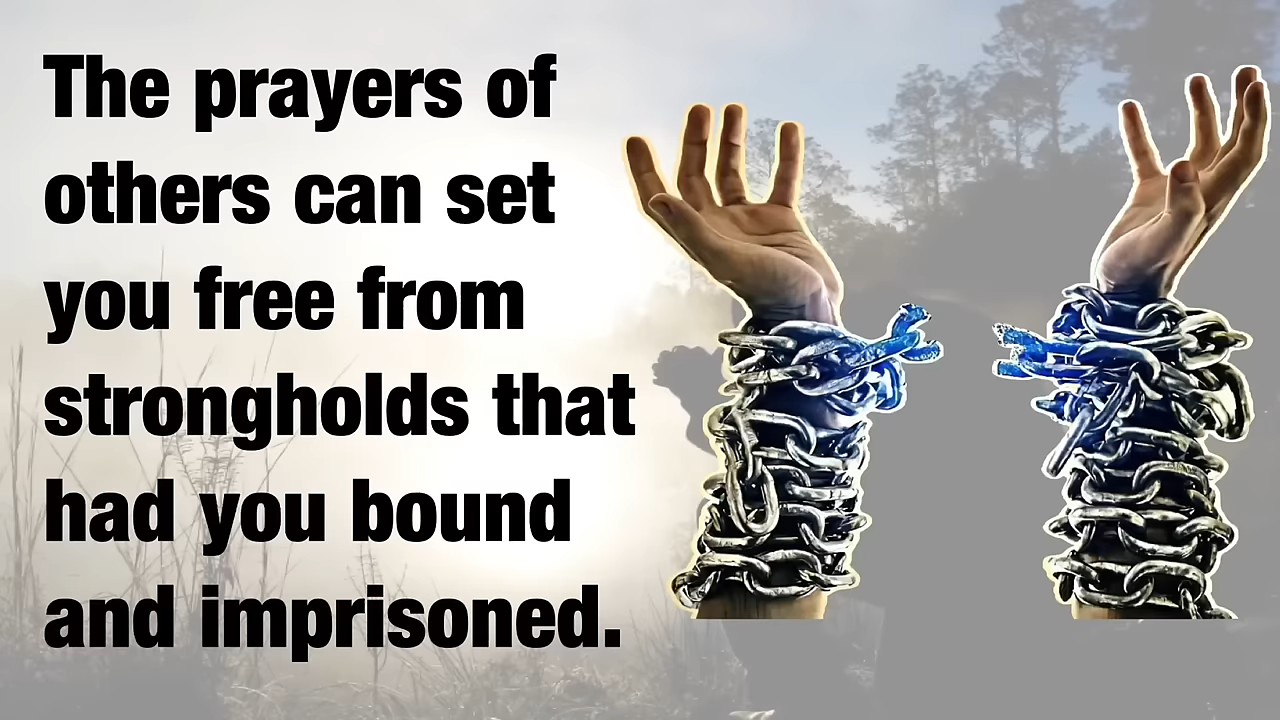 The prayers of
others can set
you free from
strongholds that
had you bound
and imprisoned.